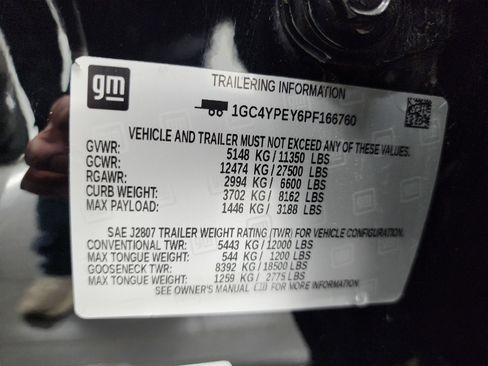 gm
TRAILERING INFORMATION
1GC4YPEY6PF166760
VEHICLE AND TRAILER MUST NOT EXCEED ANY OF THESE VALUES.
GVWR: 5148 KG / 11350 LBS
GCWR: 12474 KG / 27500 LBS
RGAWR: 2994 KG / 6600 LBS
CURB WEIGHT: 3702 KG / 8162 LBS
MAX PAYLOAD: 1446 KG / 3188 LBS
SAE J2807 TRAILER WEIGHT RATING (TWR) FOR VEHICLE CONFIGURATION.
CONVENTIONAL TWR: 5443 KG / 12000 LBS
MAX TONGUE WEIGHT: 544 KG / 1200 LBS
GOOSENECK TWR: 8392 KG / 18500 LBS
MAX TONGUE WEIGHT: 1259 KG / 2775 LBS
SEE OWNER'S MANUAL FOR MORE INFORMATION